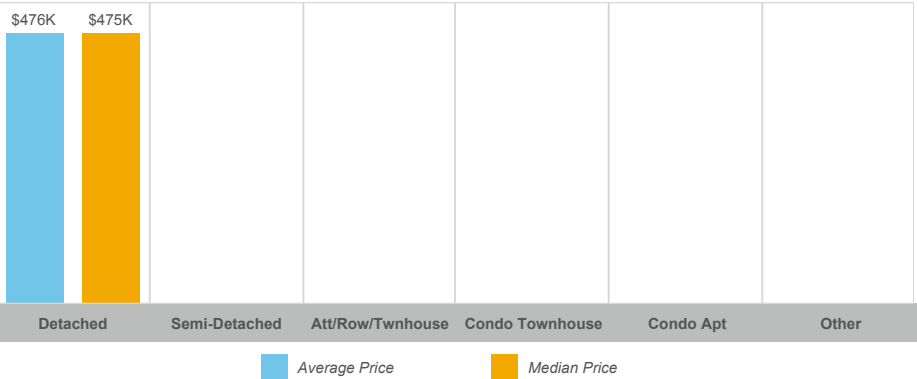 $476K $475K
Detached Semi-Detached Att/Row/Twnhouse Condo Townhouse Condo Apt Other
Average Price Median Price